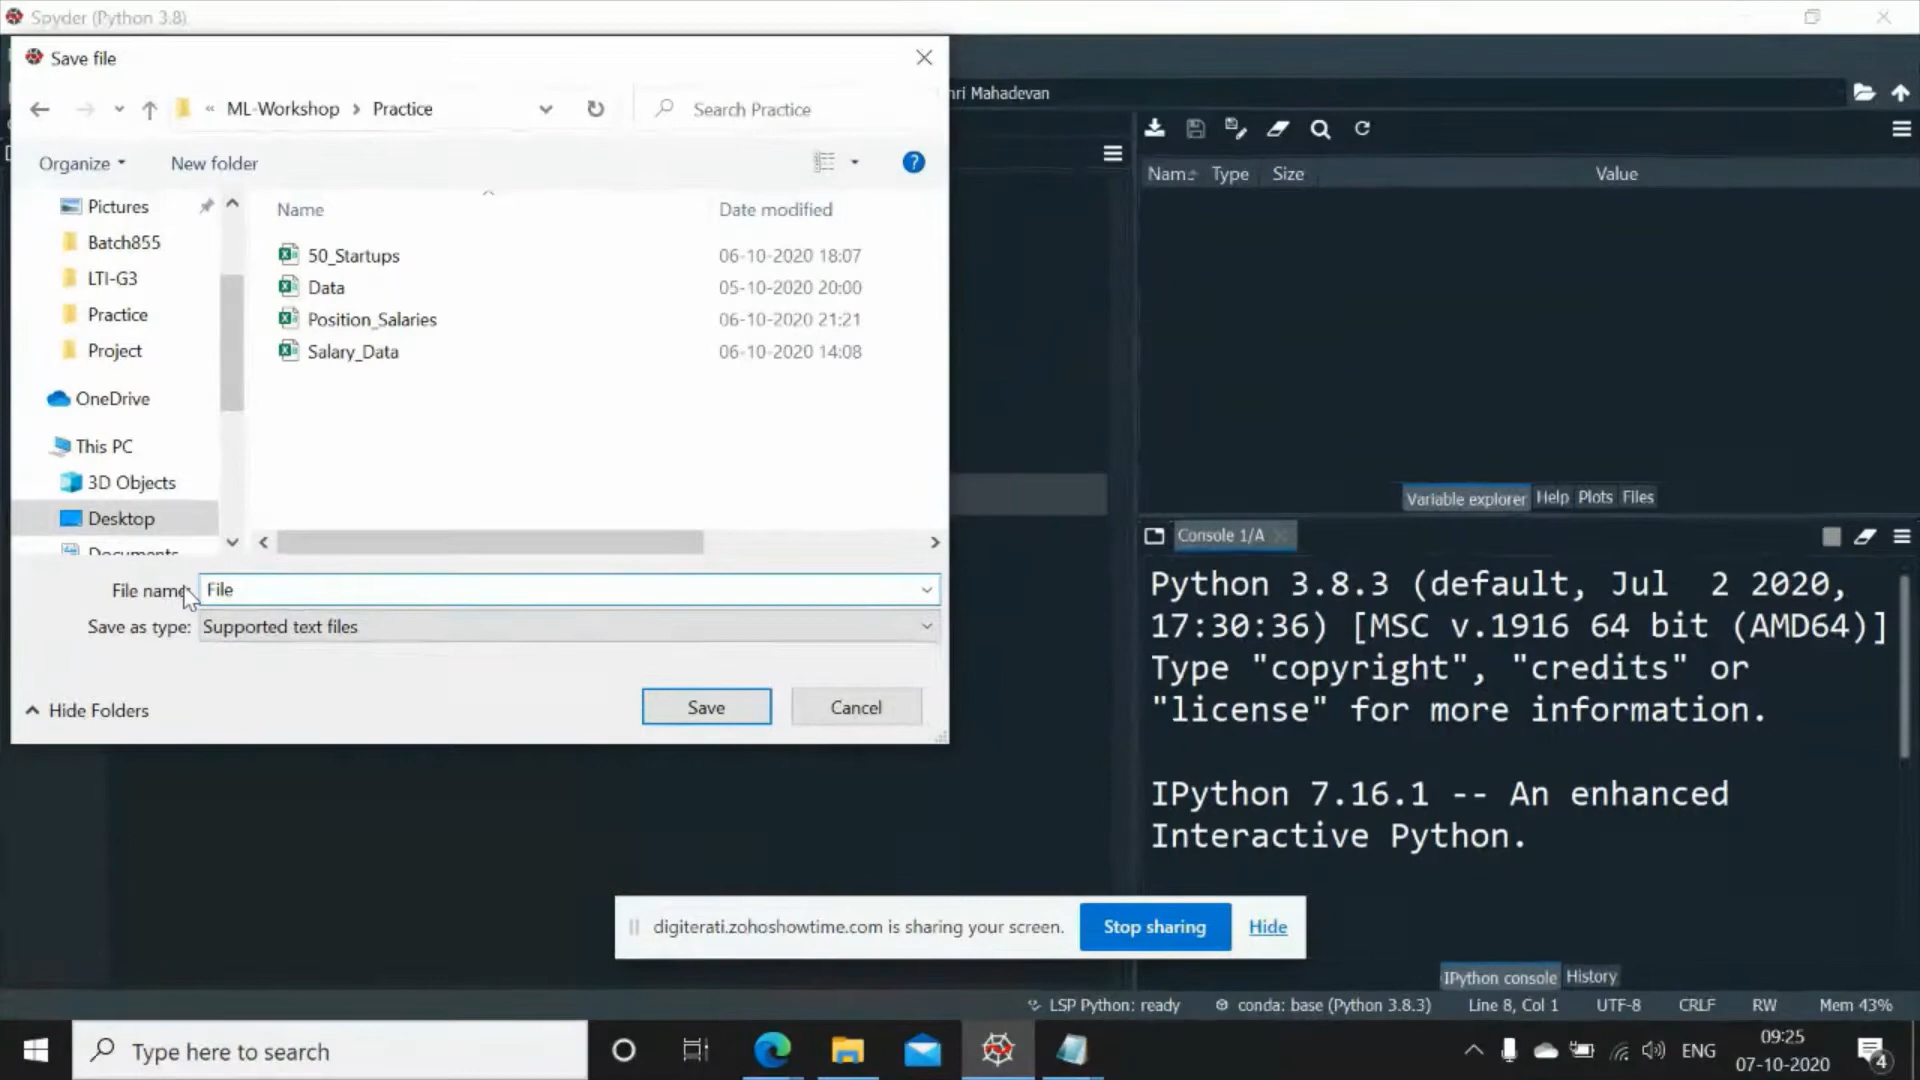 Spyder (Python 3.8)
Save file
« ML-Workshop > Practice
Search Practice
hri Mahadevan
Organize
New folder
Name
Date modified
Pictures
Batch855
LTI-G3
Practice
Project
OneDrive
This PC
3D Objects
Desktop
Documents
50_Startups 06-10-2020 18:07
Data 05-10-2020 20:00
Position_Salaries 06-10-2020 21:21
Salary_Data 06-10-2020 14:08
File name: File
Save as type: Supported text files
Hide Folders
Save
Cancel
Name Type Size Value
Variable explorer Help Plots Files
Console 1/A
Python 3.8.3 (default, Jul  2 2020,
17:30:36) [MSC v.1916 64 bit (AMD64)]
Type "copyright", "credits" or
"license" for more information.
IPython 7.16.1 -- An enhanced
Interactive Python.
digiterati.zohoshowtime.com is sharing your screen.
Stop sharing
Hide
IPython console History
LSP Python: ready
conda: base (Python 3.8.3)
Line 8, Col 1
UTF-8
CRLF
RW
Mem 43%
Type here to search
ENG
09:25
07-10-2020
4